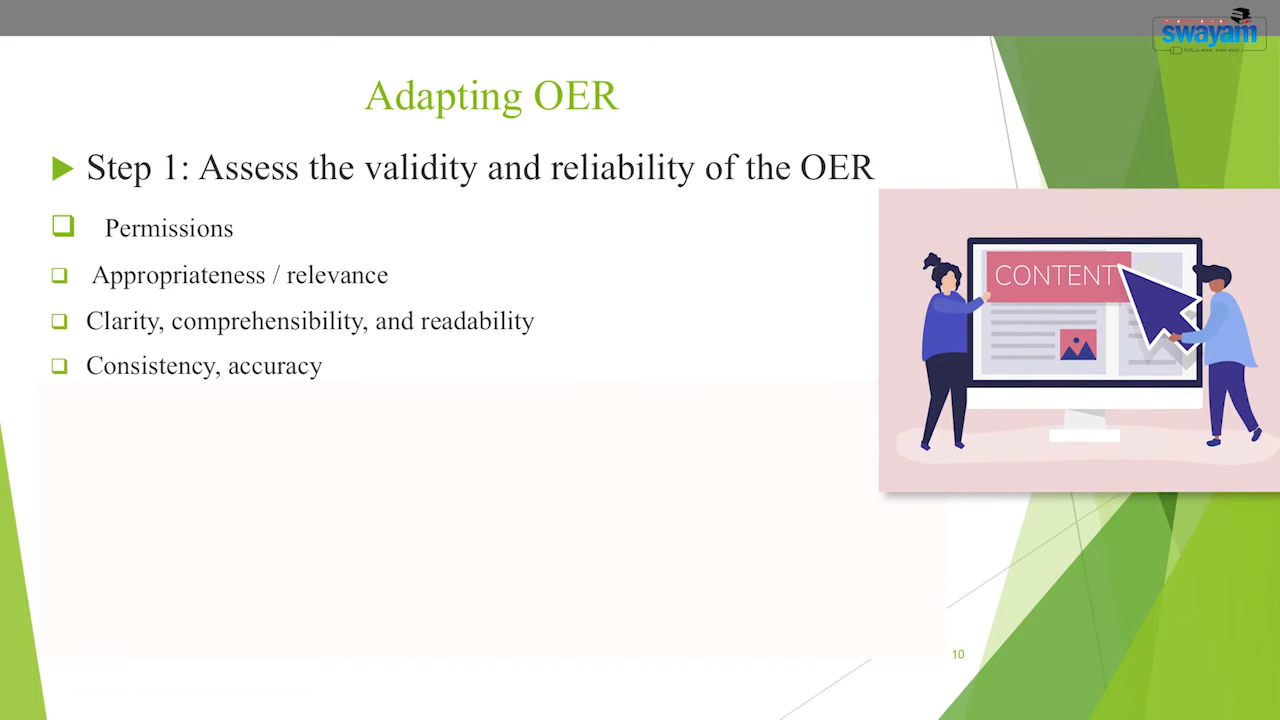 swayam
Adapting OER
Step 1: Assess the validity and reliability of the OER
Permissions
Appropriateness / relevance
Clarity, comprehensibility, and readability
Consistency, accuracy
CONTENT
10